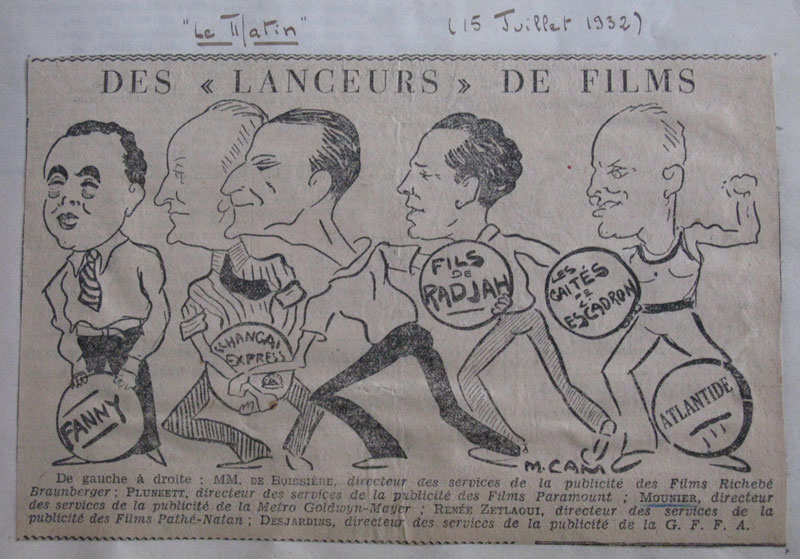 "Le Matin" (15 Juillet 1932)
DES « LANCEURS » DE FILMS
FANNY
CHANGAI
EXPRESS
FILS
DE
RADJAH
LES
GAITÉS
DE
L'
ESCADRON
ATLANTIDE
M.CAM
De gauche à droite : MM. DE BOISSIÈRE, directeur des services de la publicité des Films Richebé
Braunberger ; PLUNKETT, directeur des services de la publicité des Films Paramount ; MOUNIER, directeur
des services de la publicité de la Metro Goldwyn-Mayer ; RENÉE ZETLAOUI, directeur des services de la
publicité des Films Pathé-Natan ; DESJARDINS, directeur des services de la publicité de la G. F. F. A.